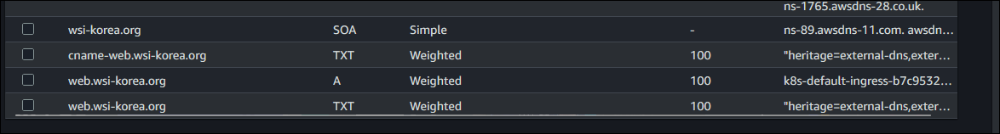 ns-1765.awsdns-28.co.uk.
wsi-korea.org SOA Simple - ns-89.awsdns-11.com. awsdn...
cname-web.wsi-korea.org TXT Weighted 100 "heritage=external-dns,exter...
web.wsi-korea.org A Weighted 100 k8s-default-ingress-b7c9532...
web.wsi-korea.org TXT Weighted 100 "heritage=external-dns,exter...